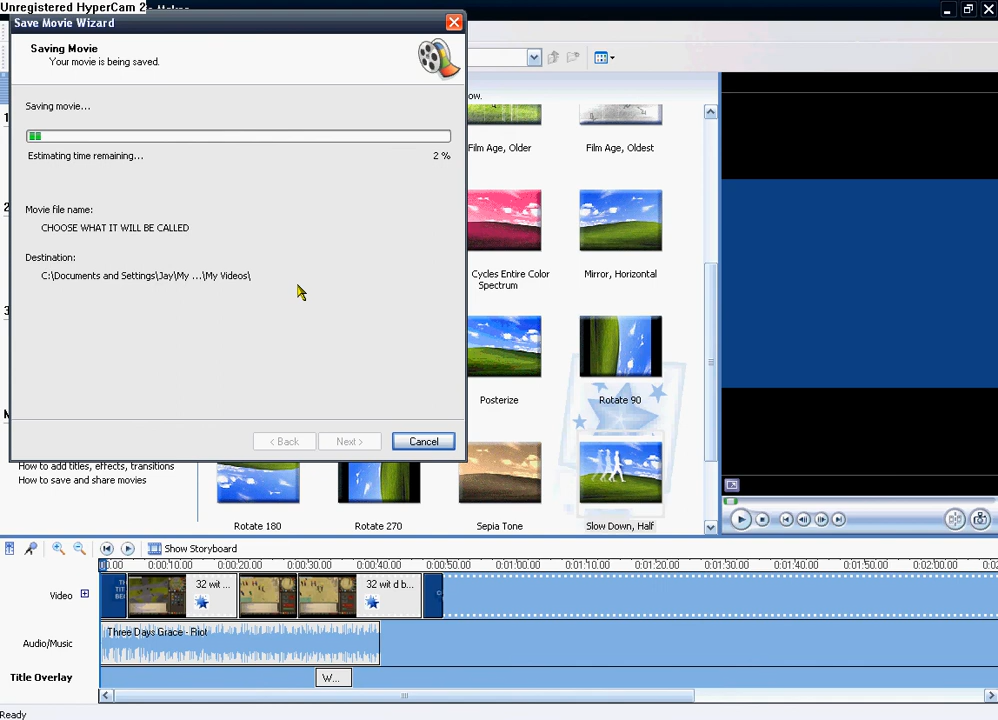 Unregistered HyperCam 2
Save Movie Wizard
Saving Movie
Your movie is being saved.
Saving movie...
Estimating time remaining...
2 %
Movie file name:
CHOOSE WHAT IT WILL BE CALLED
Destination:
C:\Documents and Settings\Jay\My ...\My Videos\
< Back
Next >
Cancel
ow.
Film Age, Older
Film Age, Oldest
Cycles Entire Color
Spectrum
Mirror, Horizontal
Posterize
Rotate 90
How to add titles, effects, transitions
How to save and share movies
Rotate 180
Rotate 270
Sepia Tone
Slow Down, Half
Show Storyboard
0:00:10.00
0:00:20.00
0:00:30.00
0:00:40.00
0:00:50.00
0:01:00.00
0:01:10.00
0:01:20.00
0:01:30.00
0:01:40.00
0:01:50.00
0:02:00.00
Video
32 wit ...
32 wit d b...
Audio/Music
Three Days Grace - Riot
Title Overlay
W...
Ready